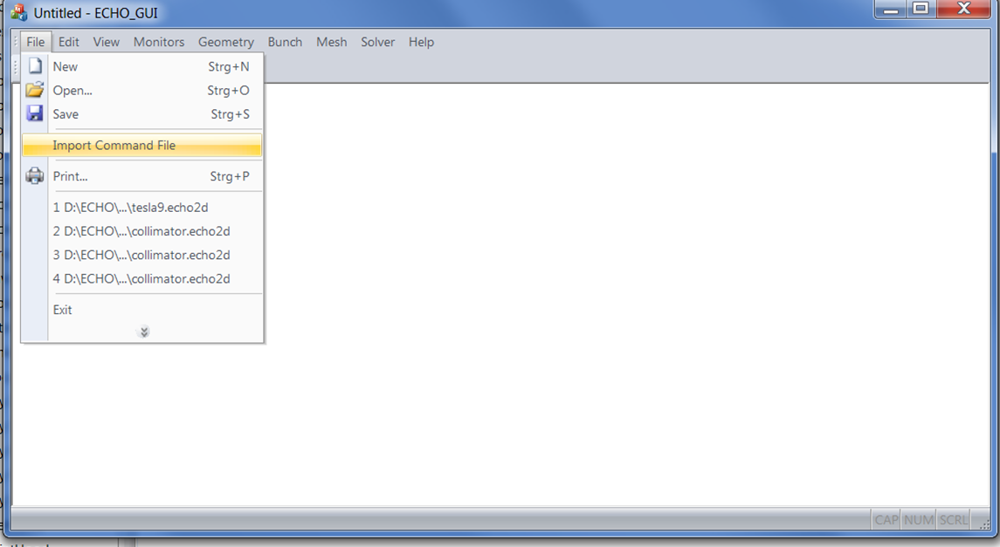 Untitled - ECHO_GUI
File Edit View Monitors Geometry Bunch Mesh Solver Help
New Strg+N
Open... Strg+O
Save Strg+S
Import Command File
Print... Strg+P
1 D:\ECHO\...\tesla9.echo2d
2 D:\ECHO\...\collimator.echo2d
3 D:\ECHO\...\collimator.echo2d
4 D:\ECHO\...\collimator.echo2d
Exit
CAP NUM SCRL